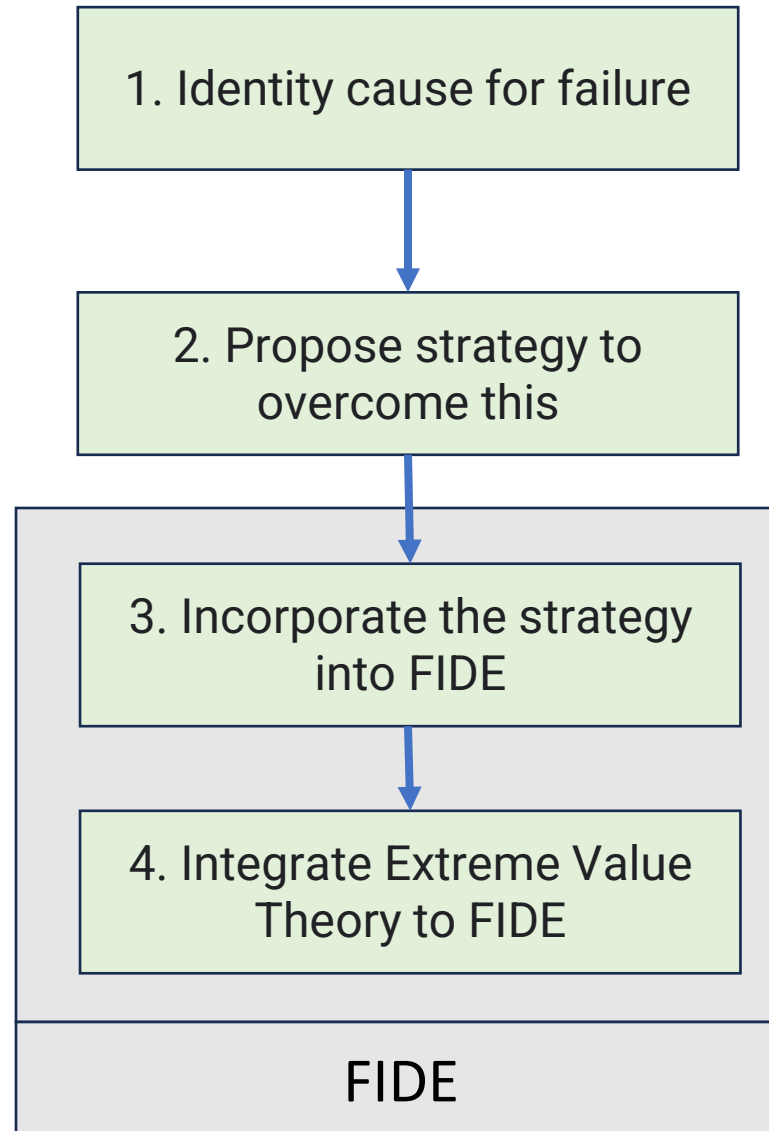 1. Identity cause for failure
2. Propose strategy to
overcome this
3. Incorporate the strategy
into FIDE
4. Integrate Extreme Value
Theory to FIDE
FIDE